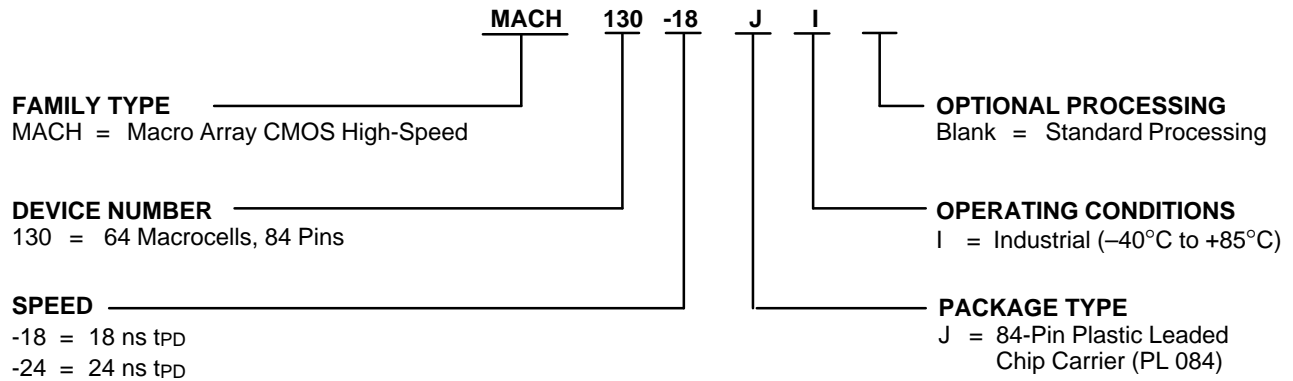 MACH 130 -18 J I
FAMILY TYPE
MACH = Macro Array CMOS High-Speed
DEVICE NUMBER
130 = 64 Macrocells, 84 Pins
SPEED
-18 = 18 ns tPD
-24 = 24 ns tPD
OPTIONAL PROCESSING
Blank = Standard Processing
OPERATING CONDITIONS
I = Industrial (–40°C to +85°C)
PACKAGE TYPE
J = 84-Pin Plastic Leaded
Chip Carrier (PL 084)